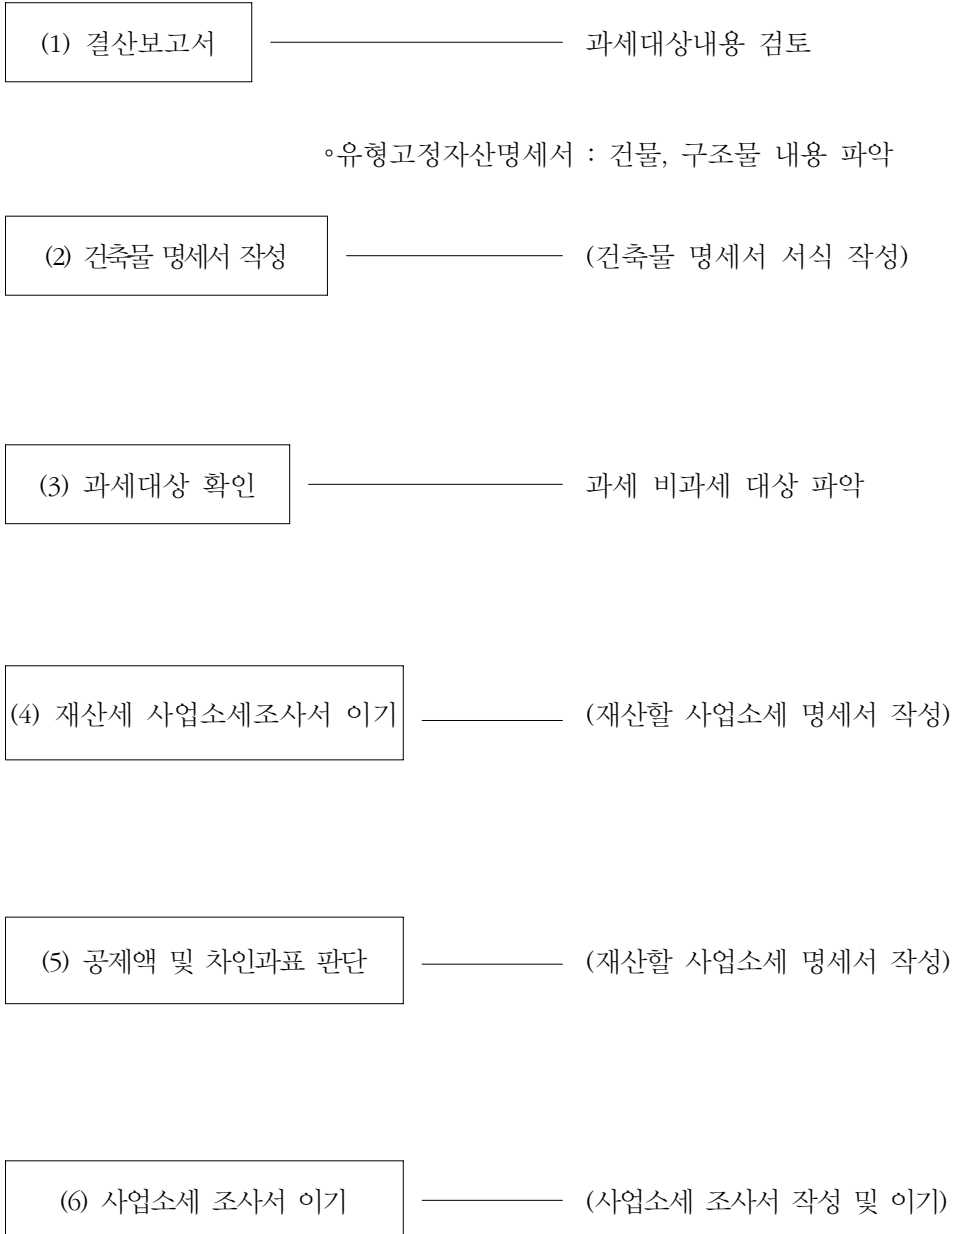 (1) 결산보고서 과세대상내용 검토
◦유형고정자산명세서 : 건물, 구조물 내용 파악
(2) 건축물 명세서 작성 (건축물 명세서 서식 작성)
(3) 과세대상 확인 과세 비과세 대상 파악
(4) 재산세 사업소세조사서 이기 (재산할 사업소세 명세서 작성)
(5) 공제액 및 차인과표 판단 (재산할 사업소세 명세서 작성)
(6) 사업소세 조사서 이기 (사업소세 조사서 작성 및 이기)